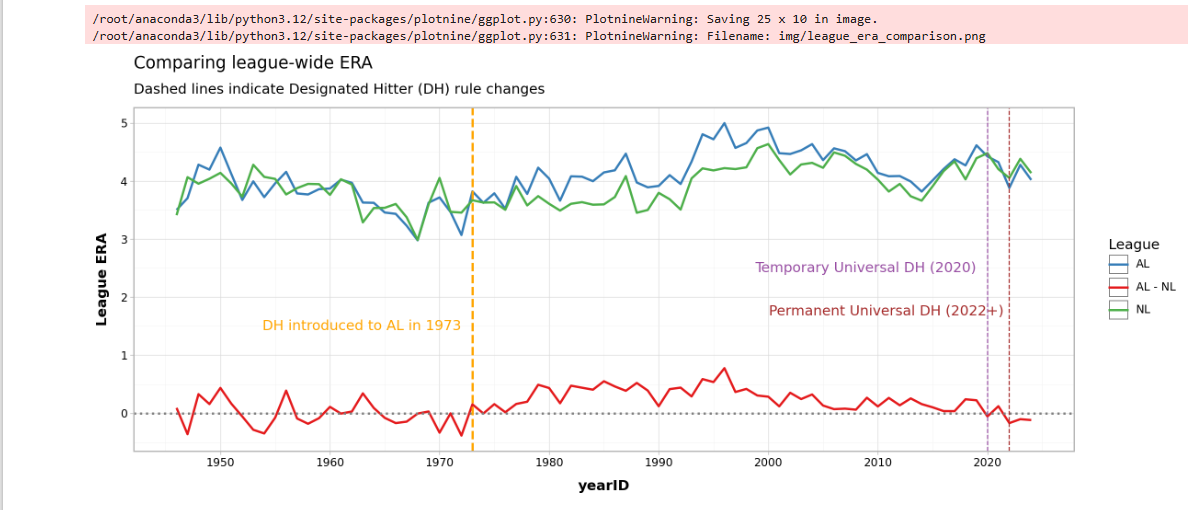 /root/anaconda3/lib/python3.12/site-packages/plotnine/ggplot.py:630: PlotnineWarning: Saving 25 x 10 in image.
/root/anaconda3/lib/python3.12/site-packages/plotnine/ggplot.py:631: PlotnineWarning: Filename: img/league_era_comparison.png
Comparing league-wide ERA
Dashed lines indicate Designated Hitter (DH) rule changes
5
4
3
2
1
0
League ERA
Temporary Universal DH (2020)
Permanent Universal DH (2022+)
DH introduced to AL in 1973
1950 1960 1970 1980 1990 2000 2010 2020
yearID
League
AL
AL - NL
NL